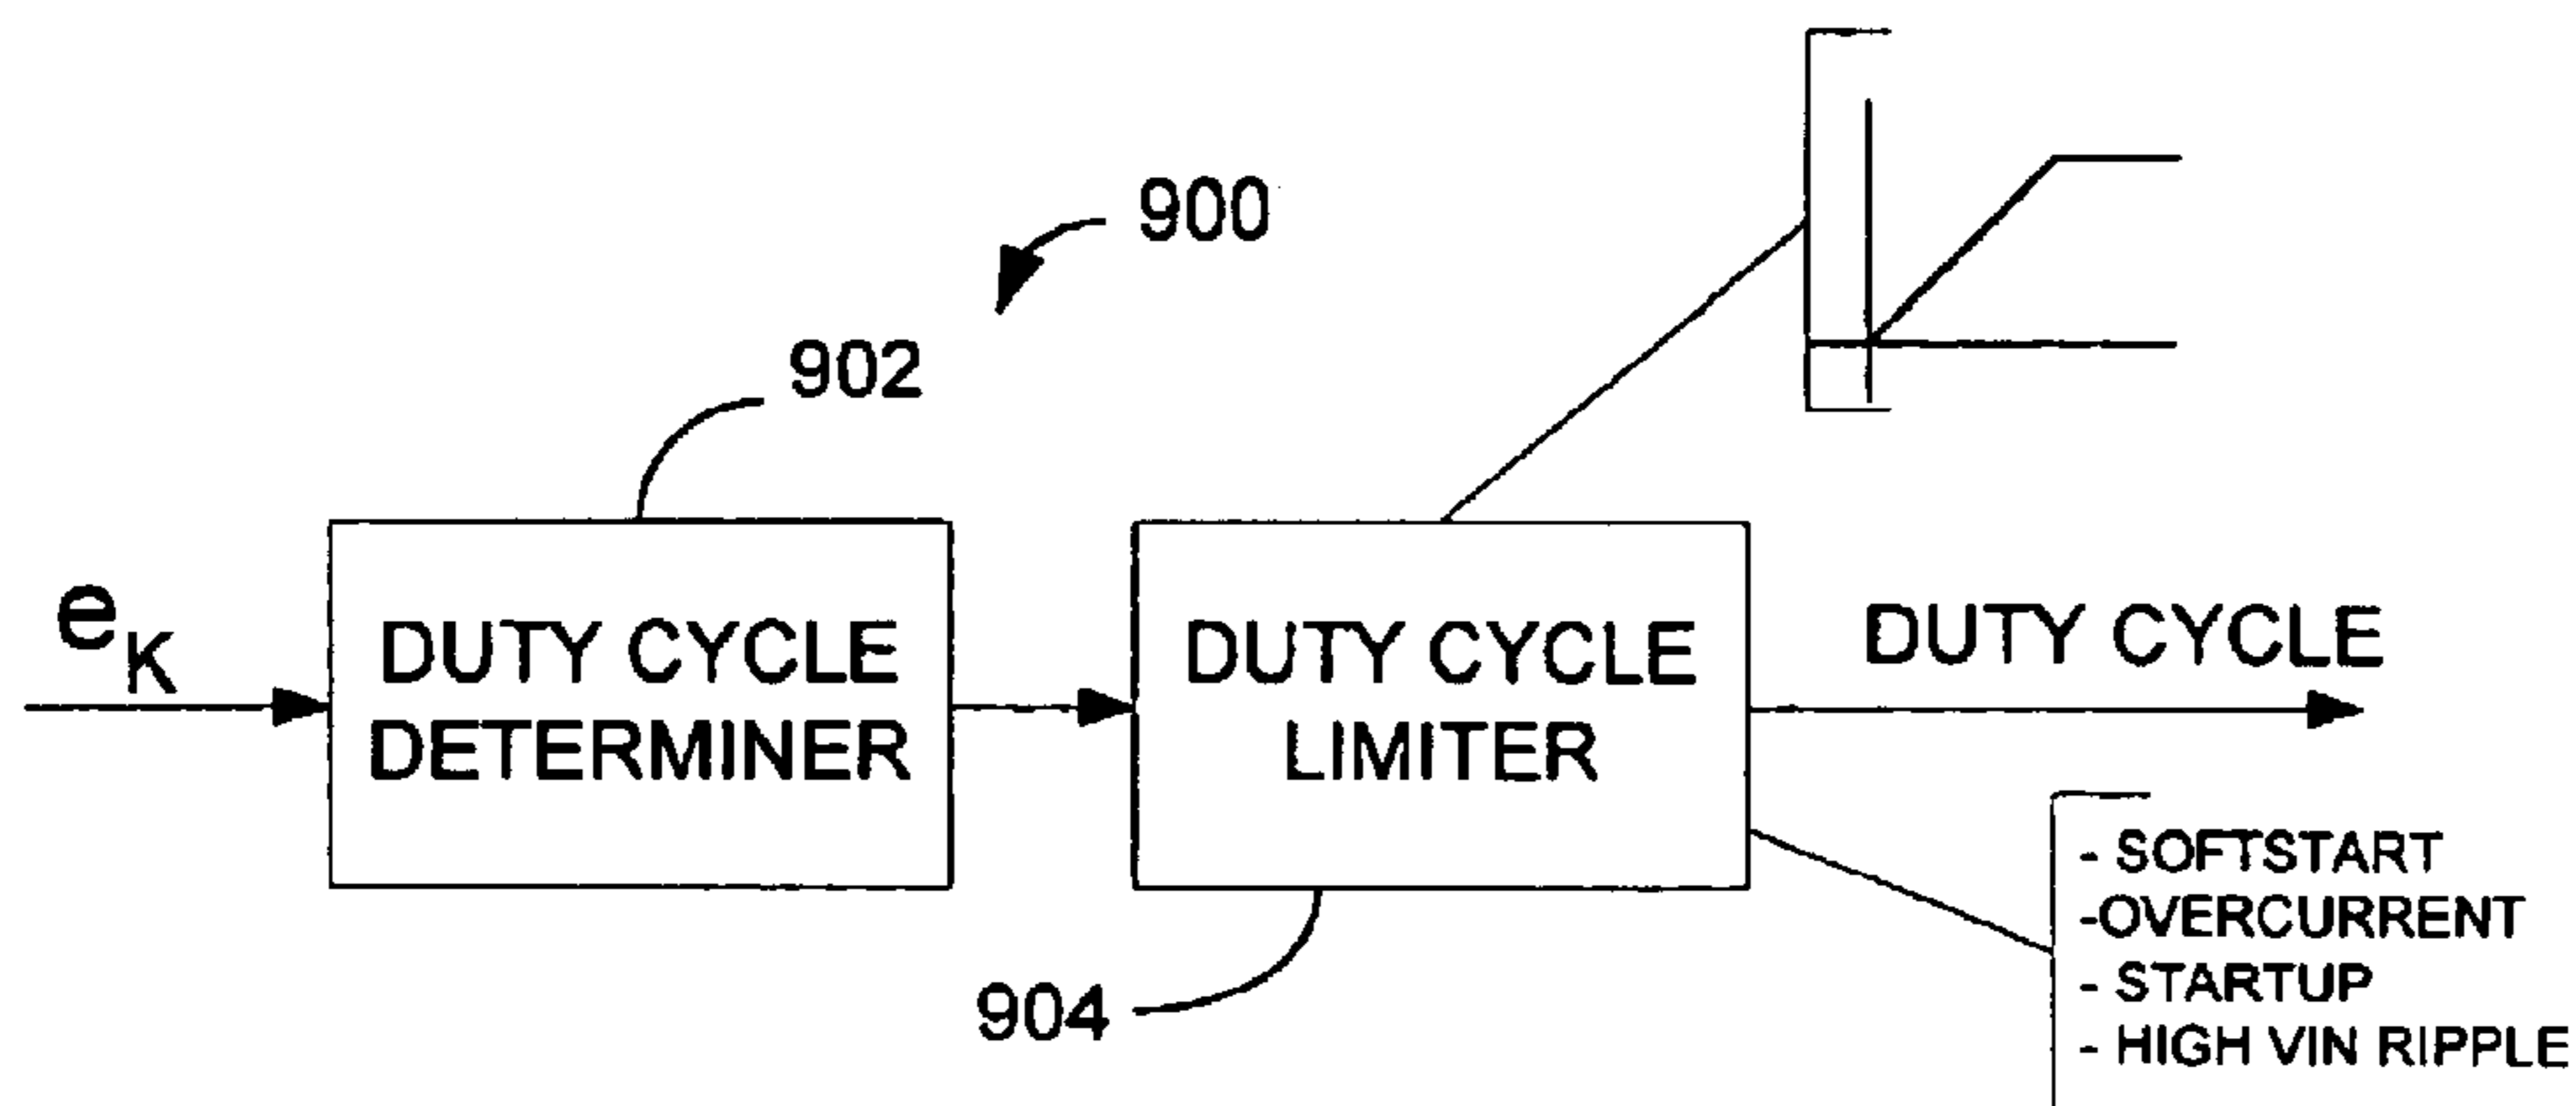 900
902
e K
DUTY CYCLE
DETERMINER
DUTY CYCLE
LIMITER
DUTY CYCLE
904
- SOFTSTART
-OVERCURRENT
- STARTUP
- HIGH VIN RIPPLE